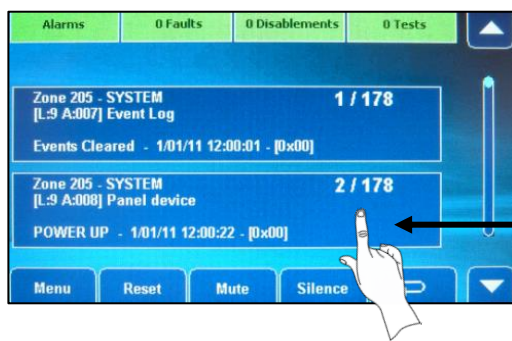 Alarms 0 Faults 0 Disablements 0 Tests
Zone 205 - SYSTEM 1 / 178
[L:9 A:007] Event Log
Events Cleared - 1/01/11 12:00:01 - [0x00]
Zone 205 - SYSTEM 2 / 178
[L:9 A:008] Panel device
POWER UP - 1/01/11 12:00:22 - [0x00]
Menu Reset Mute Silence